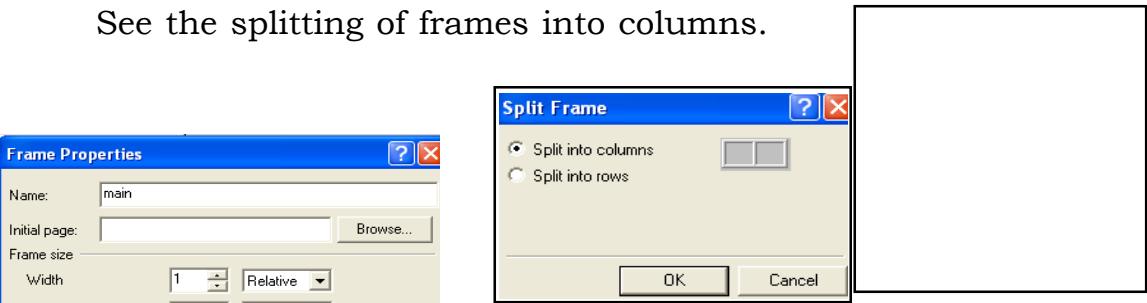 See the splitting of frames into columns.
Split Frame
Split into columns
Split into rows
OK Cancel
Frame Properties
Name: main
Initial page: Browse...
Frame size
Width 1 Relative